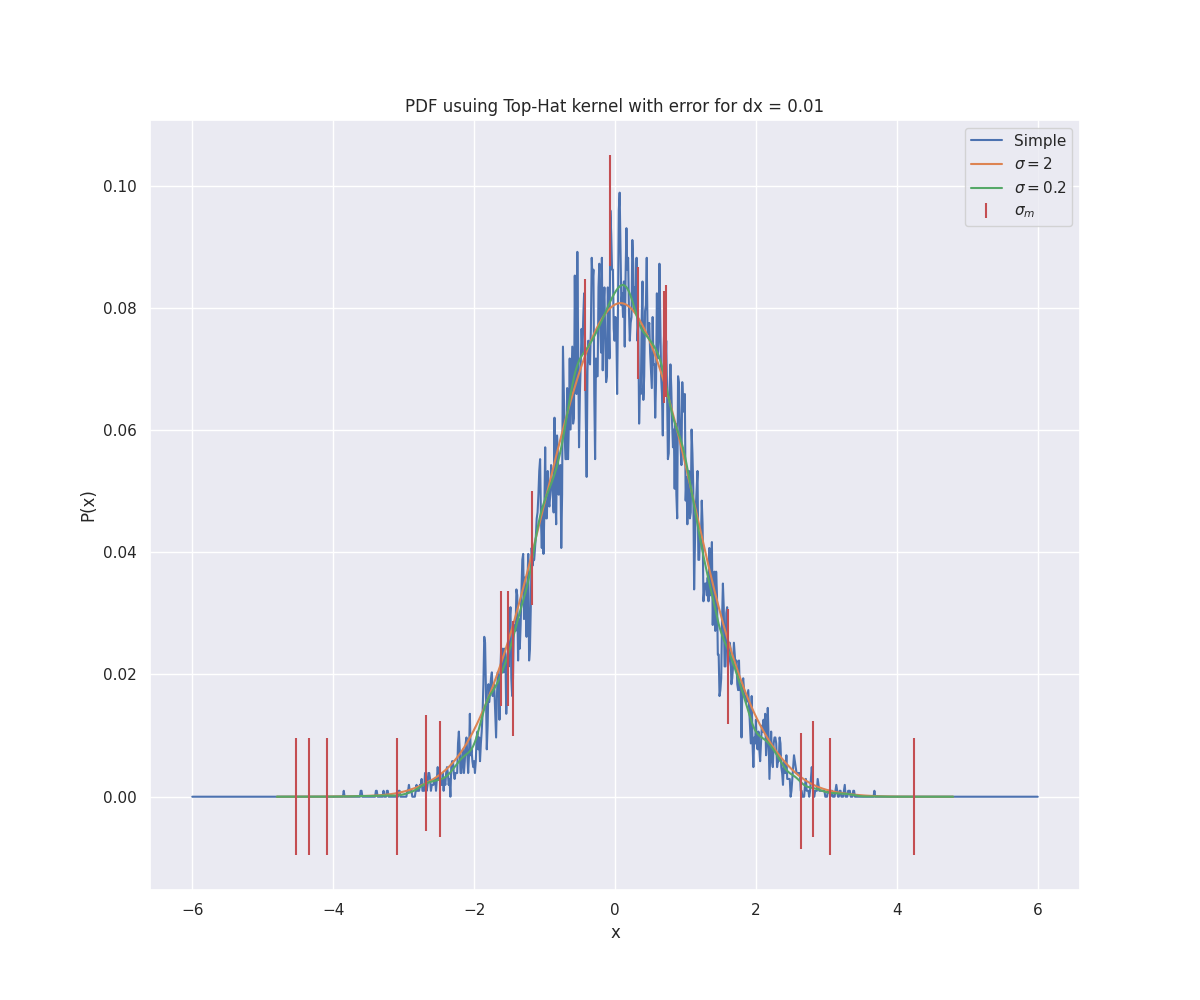 PDF usuing Top-Hat kernel with error for dx = 0.01
Simple
σ = 2
σ = 0.2
σₘ
0.10
0.08
0.06
0.04
0.02
0.00
P(x)
−6 −4 −2 0 2 4 6
x